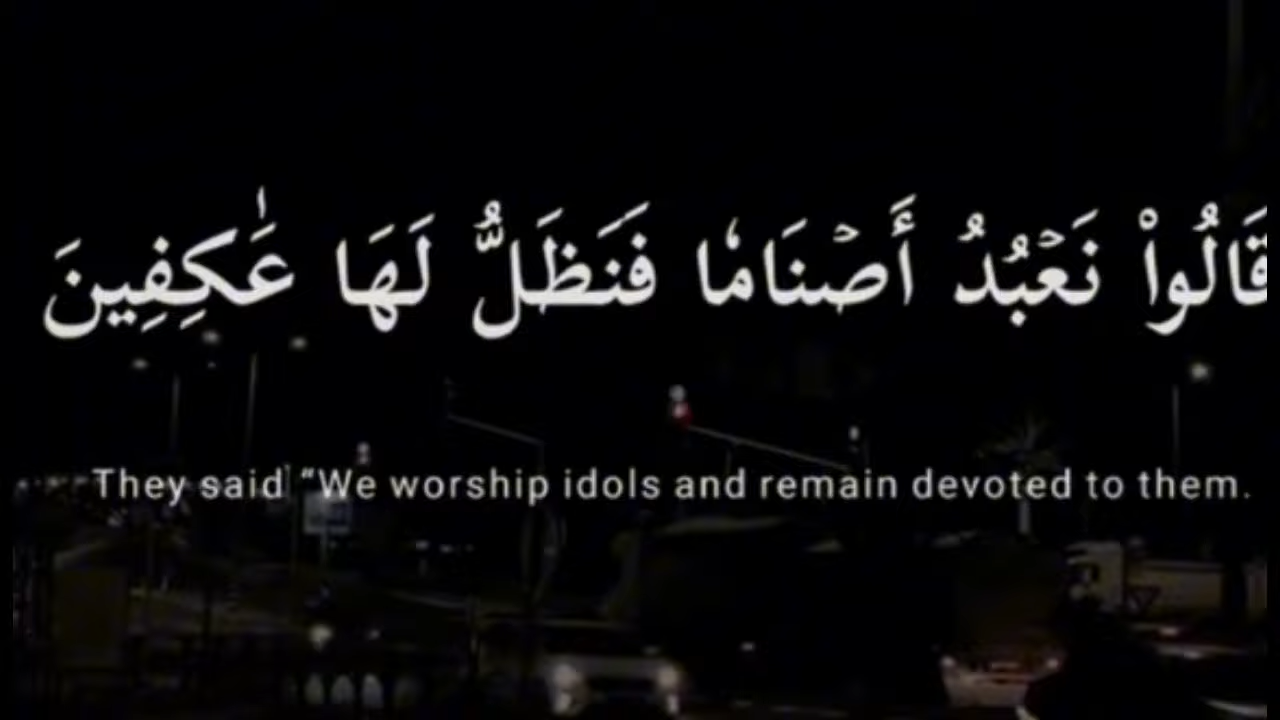 قَالُوا۟ نَعْبُدُ أَصْنَامًا فَنَظَلُّ لَهَا عَٰكِفِينَ
They said “We worship idols and remain devoted to them.